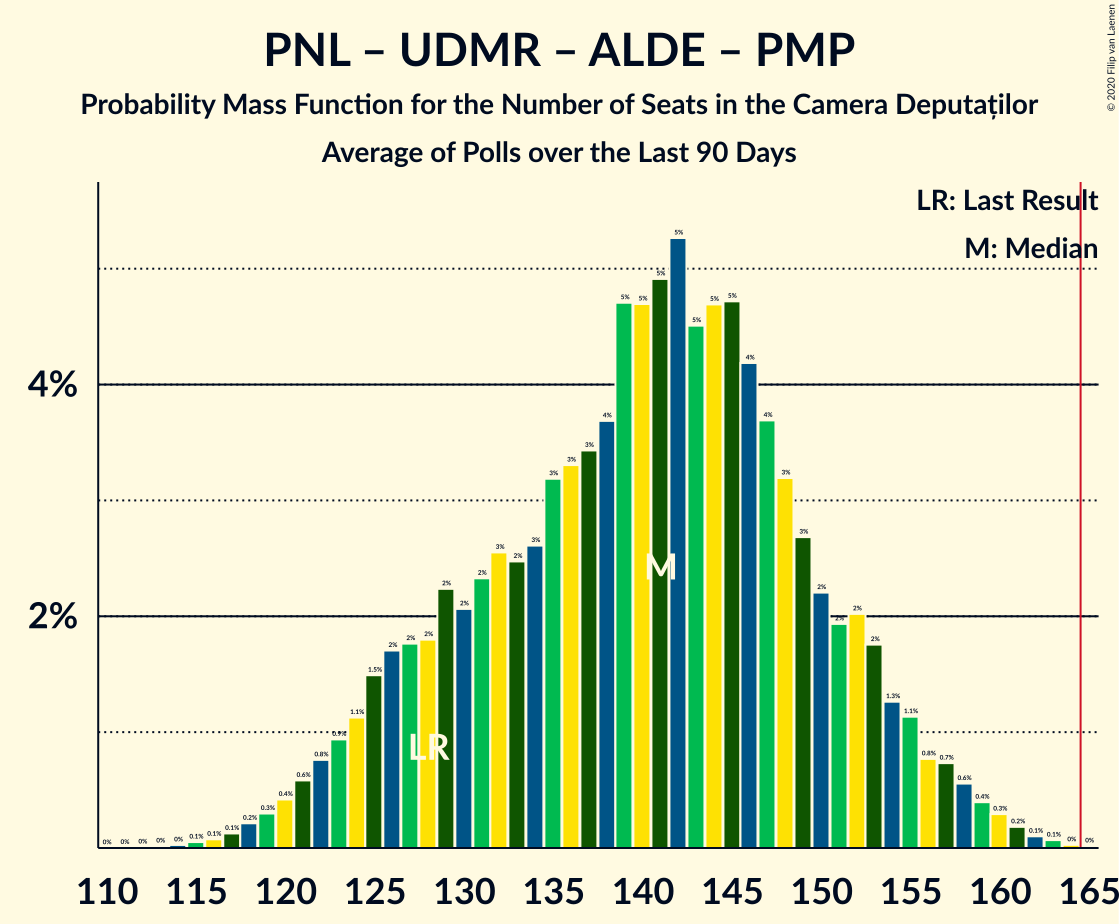 PNL – UDMR – ALDE – PMP
Probability Mass Function for the Number of Seats in the Camera Deputaților
Average of Polls over the Last 90 Days
© 2020 Filip van Laenen
LR: Last Result
M: Median
4%
2%
0% 0% 0% 0% 0% 0.1% 0.1% 0.1% 0.2% 0.3% 0.4% 0.6% 0.8% 0.9% 1.1% 1.5% 2% 2% 2% 2% 2% 2% 3% 2% 3% 3% 3% 3% 4% 5% 5% 5% 5% 5% 5% 5% 4% 4% 3% 3% 2% 2% 2% 2% 1.3% 1.1% 0.8% 0.7% 0.6% 0.4% 0.3% 0.2% 0.1% 0.1% 0% 0%
M
LR
110 115 120 125 130 135 140 145 150 155 160 165